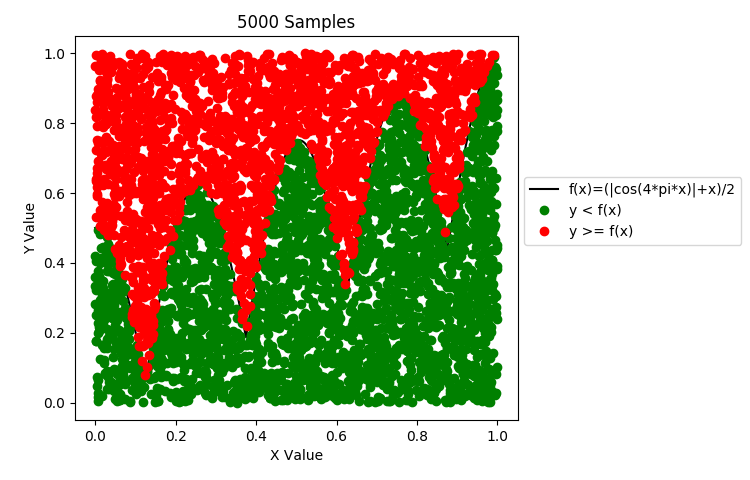 5000 Samples
Y Value
1.0
0.8
0.6
0.4
0.2
0.0
0.0 0.2 0.4 0.6 0.8 1.0
X Value
f(x)=(|cos(4*pi*x)|+x)/2
y < f(x)
y >= f(x)